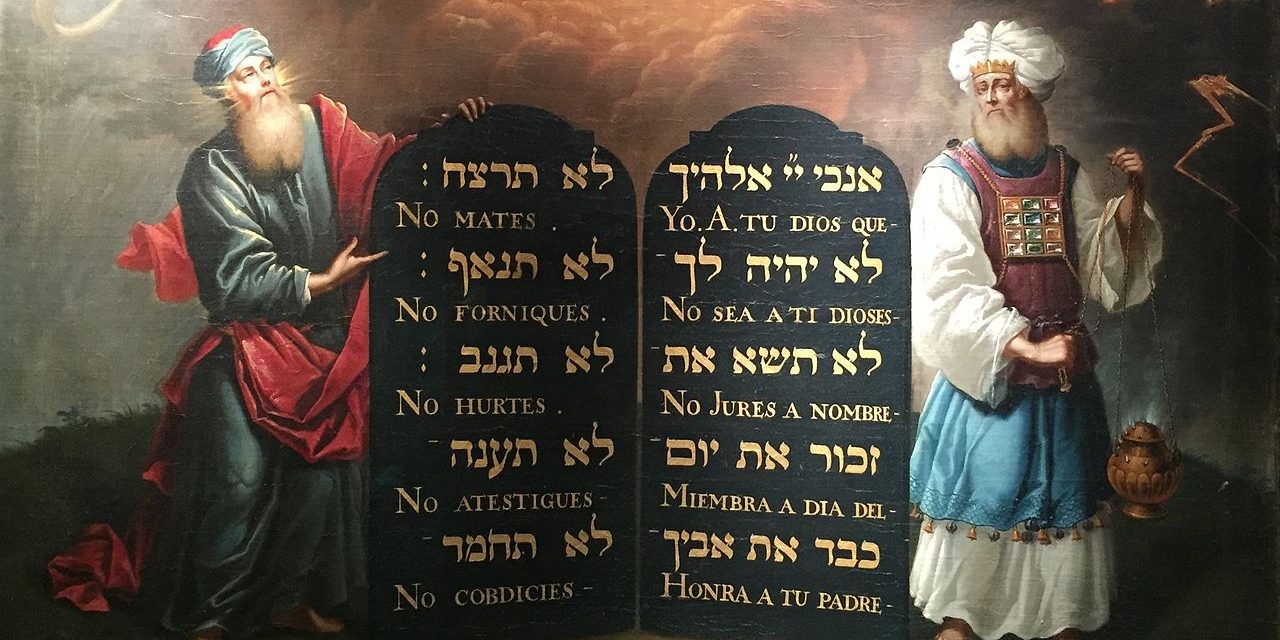 אנכי יי אלהיך
Yo. A. TU DIOS QUE-
לא יהיה לך
No SEA A TI DIOSES-
לא תשא את
No JURES A NOMBRE-
זכור את יום
MIEMBRA A DIA DEL-
כבד את אביך
HONRA A TU PADRE-
לא תרצח :
No MATES .
לא תנאף :
No FORNIQUES .
לא תגנב :
No HURTES .
לא תענה
No ATESTIGUES-
לא תחמד
No COBDICIES-